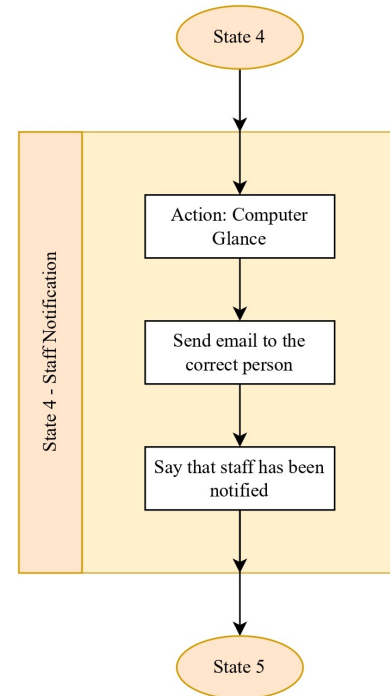 State 4
State 4 - Staff Notification
Action: Computer
Glance
Send email to the
correct person
Say that staff has been
notified
State 5